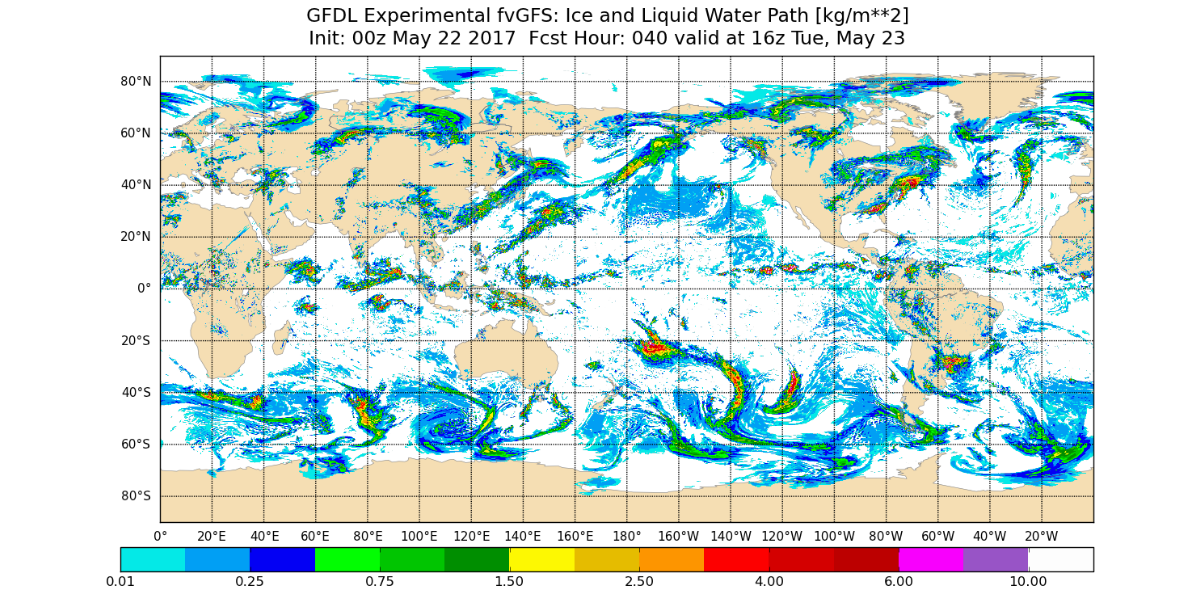 GFDL Experimental fvGFS: Ice and Liquid Water Path [kg/m**2]
Init: 00z May 22 2017  Fcst Hour: 040 valid at 16z Tue, May 23
80°N
60°N
40°N
20°N
0°
20°S
40°S
60°S
80°S
0° 20°E 40°E 60°E 80°E 100°E 120°E 140°E 160°E 180° 160°W 140°W 120°W 100°W 80°W 60°W 40°W 20°W
0.01 0.25 0.75 1.50 2.50 4.00 6.00 10.00